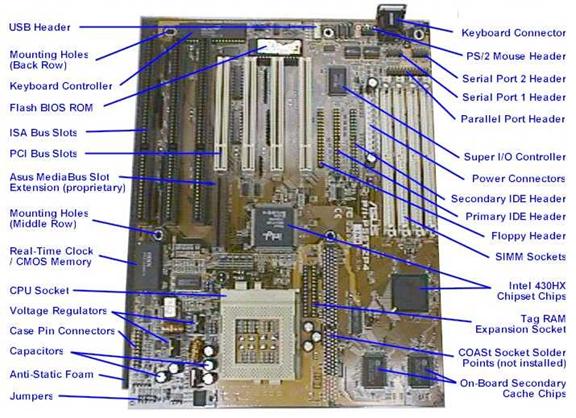 USB Header
Mounting Holes
(Back Row)
Keyboard Controller
Flash BIOS ROM
ISA Bus Slots
PCI Bus Slots
Asus MediaBus Slot
Extension (proprietary)
Mounting Holes
(Middle Row)
Real-Time Clock
/ CMOS Memory
CPU Socket
Voltage Regulators
Case Pin Connectors
Capacitors
Anti-Static Foam
Jumpers
Keyboard Connector
PS/2 Mouse Header
Serial Port 2 Header
Serial Port 1 Header
Parallel Port Header
Super I/O Controller
Power Connectors
Secondary IDE Header
Primary IDE Header
Floppy Header
SIMM Sockets
Intel 430HX
Chipset Chips
Tag RAM
Expansion Socket
COASt Socket Solder
Points (not installed)
On-Board Secondary
Cache Chips
intel